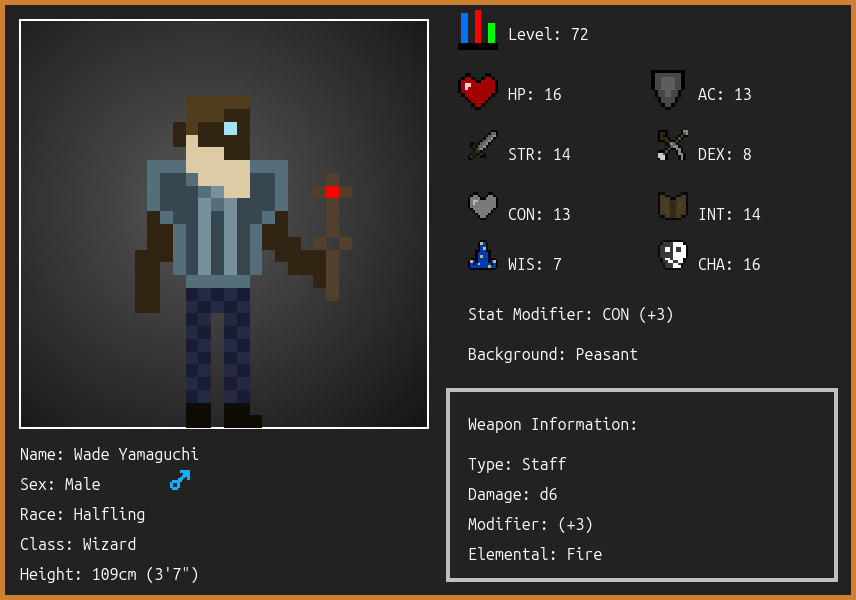 Level: 72
HP: 16
AC: 13
STR: 14
DEX: 8
CON: 13
INT: 14
WIS: 7
CHA: 16
Stat Modifier: CON (+3)
Background: Peasant
Weapon Information:
Type: Staff
Damage: d6
Modifier: (+3)
Elemental: Fire
Name: Wade Yamaguchi
Sex: Male
Race: Halfling
Class: Wizard
Height: 109cm (3'7")